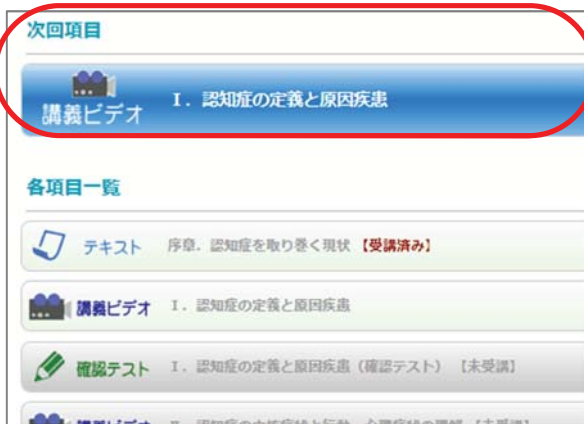 次回項目
講義ビデオ I．認知症の定義と原因疾患
各項目一覧
テキスト 序章．認知症を取り巻く現状【受講済み】
講義ビデオ I．認知症の定義と原因疾患
確認テスト I．認知症の定義と原因疾患（確認テスト）【未受講】